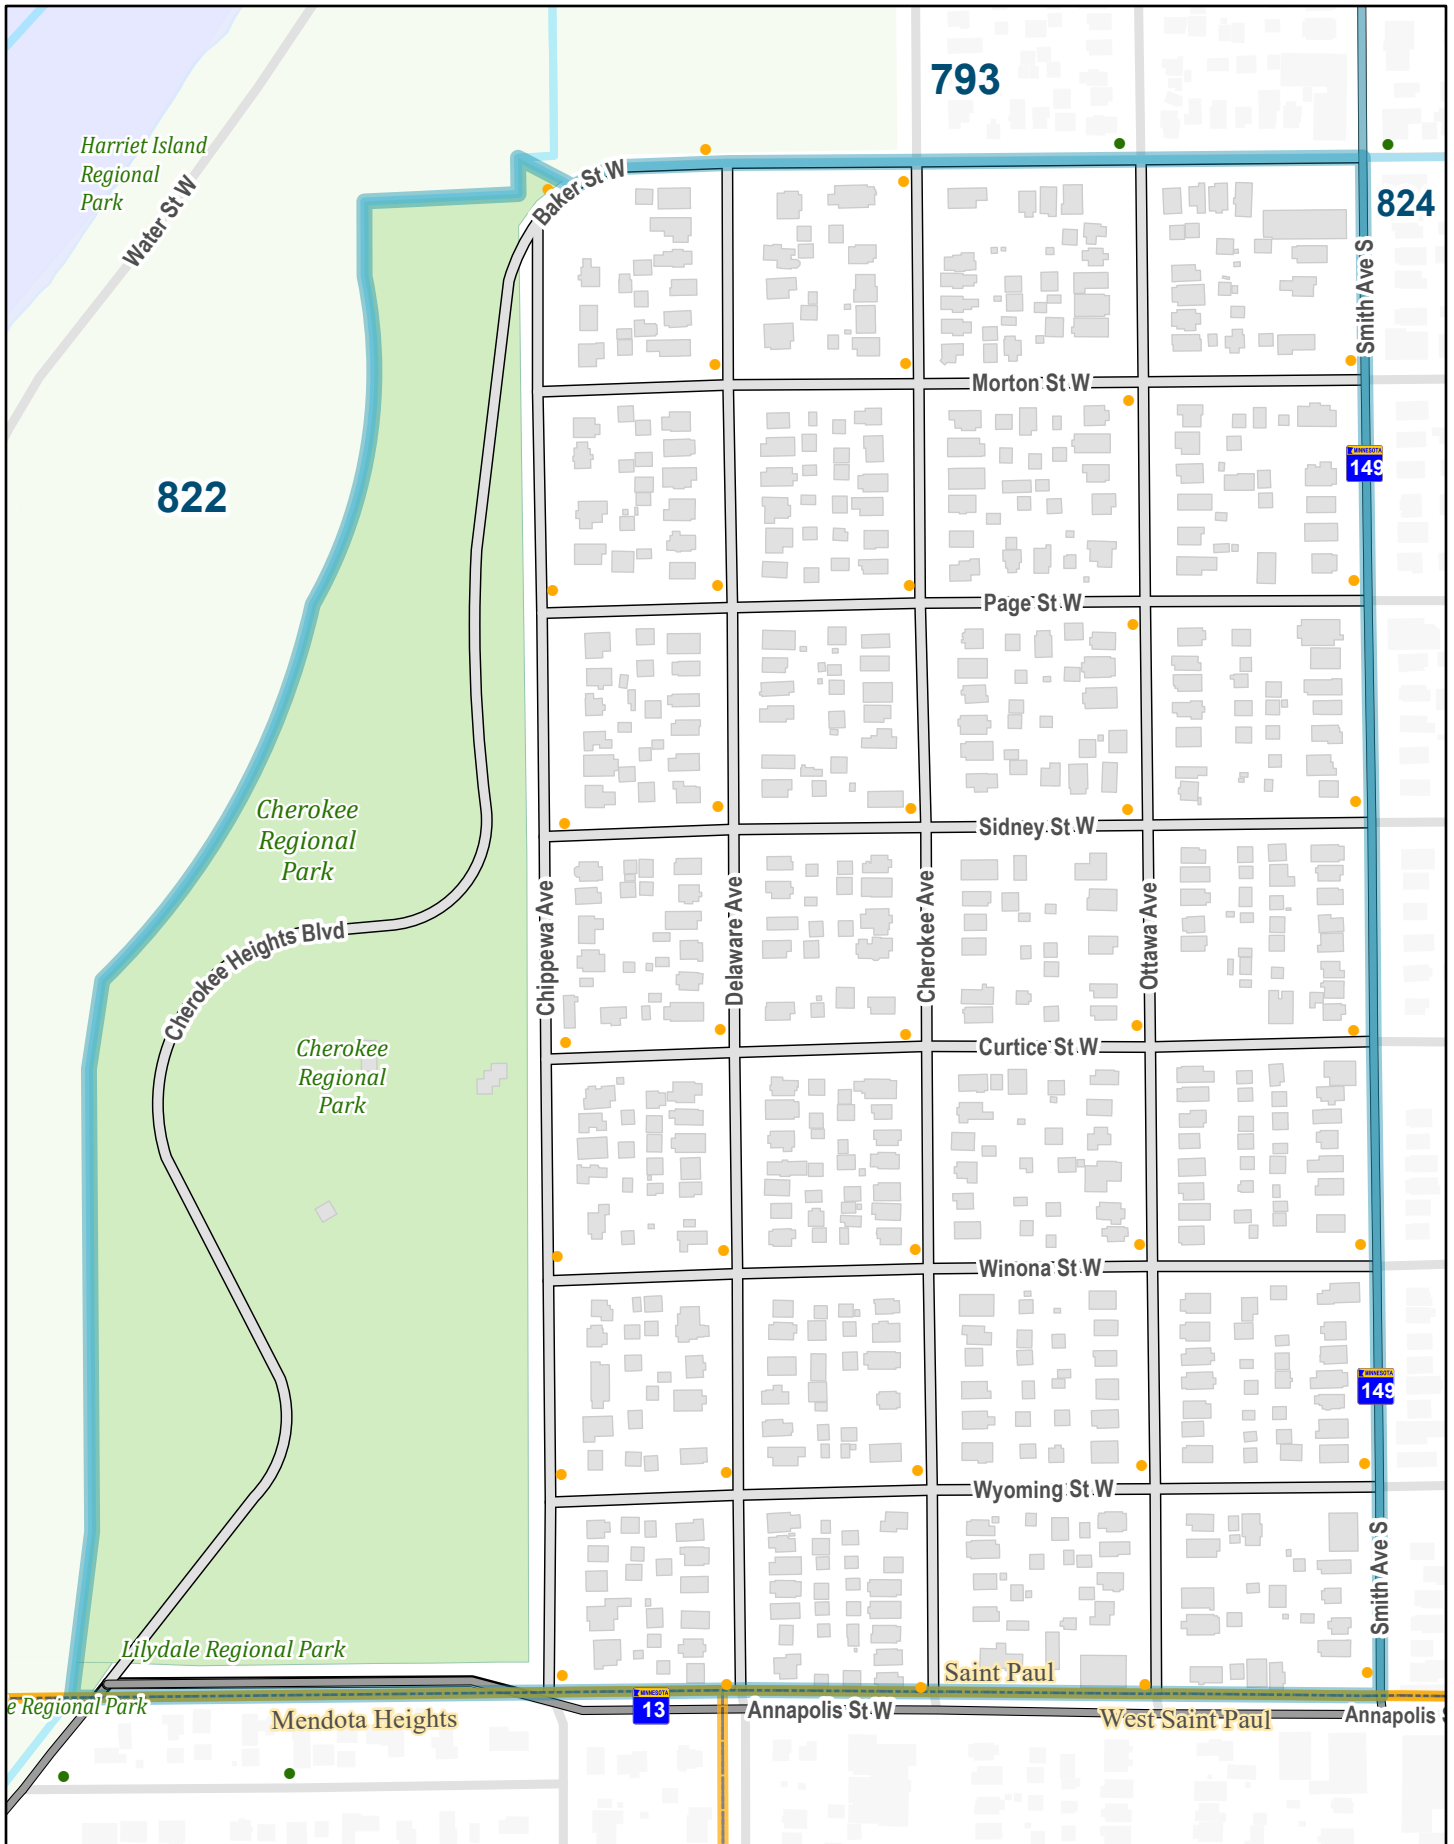 793
Harriet Island
Regional
Park
Water St W
Baker St W
824
Smith Ave S
Morton St W
MINNESOTA
149
822
Page St W
Cherokee
Regional
Park
Sidney St W
Cherokee Heights Blvd
Chippewa Ave
Delaware Ave
Cherokee Ave
Ottawa Ave
Cherokee
Regional
Park
Curtice St W
Winona St W
MINNESOTA
149
Wyoming St W
Smith Ave S
Lilydale Regional Park
Saint Paul
e Regional Park
Mendota Heights
MINNESOTA
13
Annapolis St W
West Saint Paul
Annapolis S